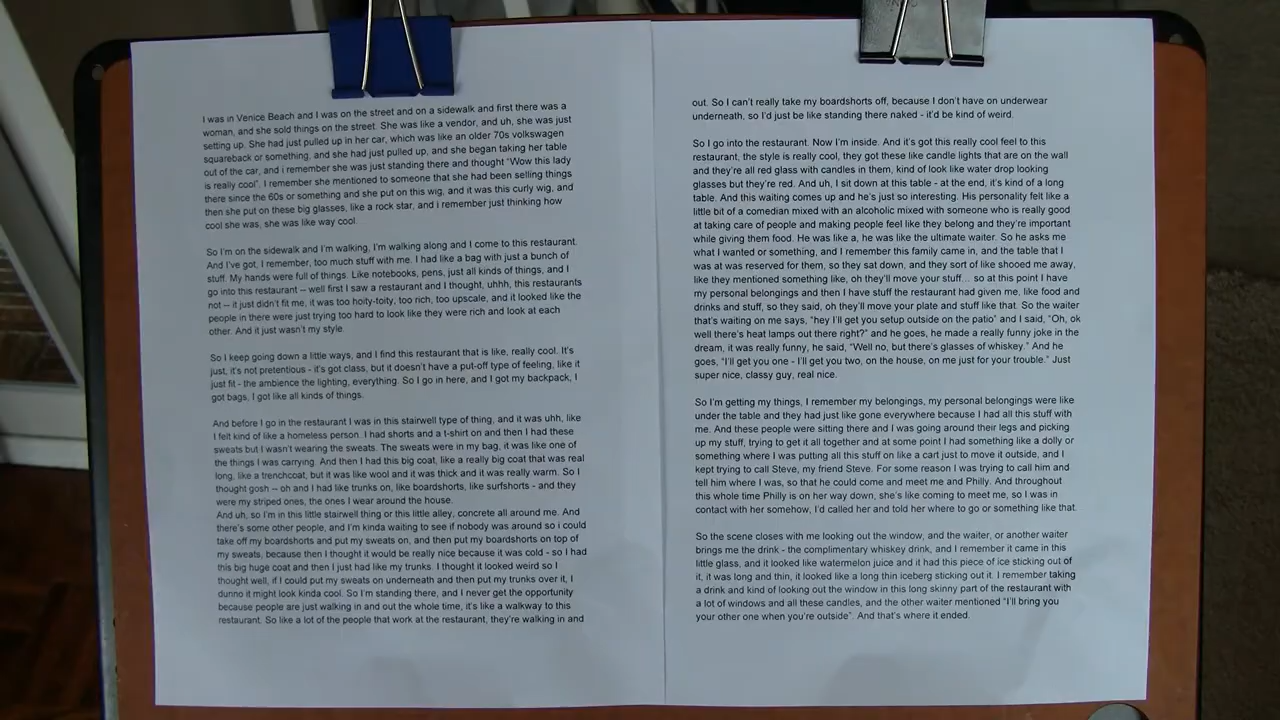 I was in Venice Beach and I was on the street and on a sidewalk and first there was a
woman, and she sold things on the street. She was like a vendor, and uh, she was just
setting up. She had just pulled up in her car, which was like an older 70s volkswagen
squareback or something, and she had just pulled up, and she began taking her table
out of the car, and i remember she was just standing there and thought "Wow this lady
is really cool". I remember she mentioned to someone that she had been selling things
there since the 60s or something and she put on this wig, and it was this curly wig, and
then she put on these big glasses, like a rock star, and i remember just thinking how
cool she was, she was like way cool.
So I'm on the sidewalk and I'm walking, I'm walking along and I come to this restaurant.
And I've got, I remember, too much stuff with me. I had like a bag with just a bunch of
stuff. My hands were full of things. Like notebooks, pens, just all kinds of things, and I
go into this restaurant -- well first I saw a restaurant and I thought, uhhh, this restaurants
not -- it just didn't fit me, it was too hoity-toity, too rich, too upscale, and it looked like the
people in there were just trying too hard to look like they were rich and look at each
other. And it just wasn't my style.
So I keep going down a little ways, and I find this restaurant that is like, really cool. It's
just, it's not pretentious - it's got class, but it doesn't have a put-off type of feeling, like it
just fit - the ambience the lighting, everything. So I go in here, and I got my backpack, I
got bags, I got like all kinds of things.
And before I go in the restaurant I was in this stairwell type of thing, and it was uhh, like
I felt kind of like a homeless person. I had shorts and a t-shirt on and then I had these
sweats but I wasn't wearing the sweats. The sweats were in my bag, it was like one of
the things I was carrying. And then I had this big coat, like a really big coat that was real
long, like a trenchcoat, but it was like wool and it was thick and it was really warm. So I
thought gosh -- oh and I had like trunks on, like boardshorts, like surfshorts - and they
were my striped ones, the ones I wear around the house.
And uh, so I'm in this little stairwell thing or this little alley, concrete all around me. And
there's some other people, and I'm kinda waiting to see if nobody was around so i could
take off my boardshorts and put my sweats on, and then put my boardshorts on top of
my sweats, because then I thought it would be really nice because it was cold - so I had
this big huge coat and then I just had like my trunks. I thought it looked weird so I
thought well, if I could put my sweats on underneath and then put my trunks over it, I
dunno it might look kinda cool. So I'm standing there, and I never get the opportunity
because people are just walking in and out the whole time, it's like a walkway to this
restaurant. So like a lot of the people that work at the restaurant, they're walking in and
out. So I can't really take my boardshorts off, because I don't have on underwear
underneath, so I'd just be like standing there naked - it'd be kind of weird.
So I go into the restaurant. Now I'm inside. And it's got this really cool feel to this
restaurant, the style is really cool, they got these like candle lights that are on the wall
and they're all red glass with candles in them, kind of look like water drop looking
glasses but they're red. And uh, I sit down at this table - at the end, it's kind of a long
table. And this waiting comes up and he's just so interesting. His personality felt like a
little bit of a comedian mixed with an alcoholic mixed with someone who is really good
at taking care of people and making people feel like they belong and they're important
while giving them food. He was like a, he was like the ultimate waiter. So he asks me
what I wanted or something, and I remember this family came in, and the table that I
was at was reserved for them, so they sat down, and they sort of like shooed me away,
like they mentioned something like, oh they'll move your stuff... so at this point I have
my personal belongings and then I have stuff the restaurant had given me, like food and
drinks and stuff, so they said, oh they'll move your plate and stuff like that. So the waiter
that's waiting on me says, "hey I'll get you setup outside on the patio" and I said, "Oh, ok
well there's heat lamps out there right?" and he goes, he made a really funny joke in the
dream, it was really funny, he said, "Well no, but there's glasses of whiskey." And he
goes, "I'll get you one - I'll get you two, on the house, on me just for your trouble." Just
super nice, classy guy, real nice.
So I'm getting my things, I remember my belongings, my personal belongings were like
under the table and they had just like gone everywhere because I had all this stuff with
me. And these people were sitting there and I was going around their legs and picking
up my stuff, trying to get it all together and at some point I had something like a dolly or
something where I was putting all this stuff on like a cart just to move it outside, and I
kept trying to call Steve, my friend Steve. For some reason I was trying to call him and
tell him where I was, so that he could come and meet me and Philly. And throughout
this whole time Philly is on her way down, she's like coming to meet me, so I was in
contact with her somehow, I'd called her and told her where to go or something like that.
So the scene closes with me looking out the window, and the waiter, or another waiter
brings me the drink - the complimentary whiskey drink, and I remember it came in this
little glass, and it looked like watermelon juice and it had this piece of ice sticking out of
it, it was long and thin, it looked like a long thin iceberg sticking out it. I remember taking
a drink and kind of looking out the window in this long skinny part of the restaurant with
a lot of windows and all these candles, and the other waiter mentioned "I'll bring you
your other one when you're outside". And that's where it ended.